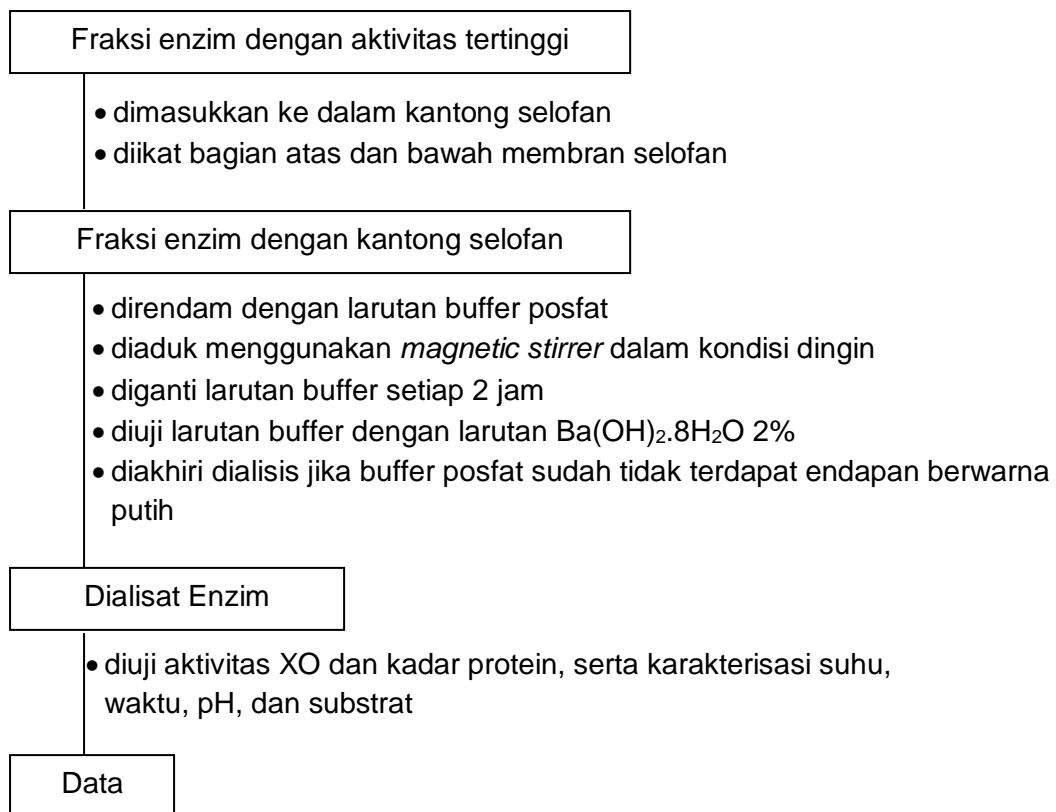 Fraksi enzim dengan aktivitas tertinggi
• dimasukkan ke dalam kantong selofan
• diikat bagian atas dan bawah membran selofan
Fraksi enzim dengan kantong selofan
• direndam dengan larutan buffer posfat
• diaduk menggunakan magnetic stirrer dalam kondisi dingin
• diganti larutan buffer setiap 2 jam
• diuji larutan buffer dengan larutan Ba(OH)₂.8H₂O 2%
• diakhiri dialisis jika buffer posfat sudah tidak terdapat endapan berwarna
putih
Dialisat Enzim
• diuji aktivitas XO dan kadar protein, serta karakterisasi suhu,
waktu, pH, dan substrat
Data